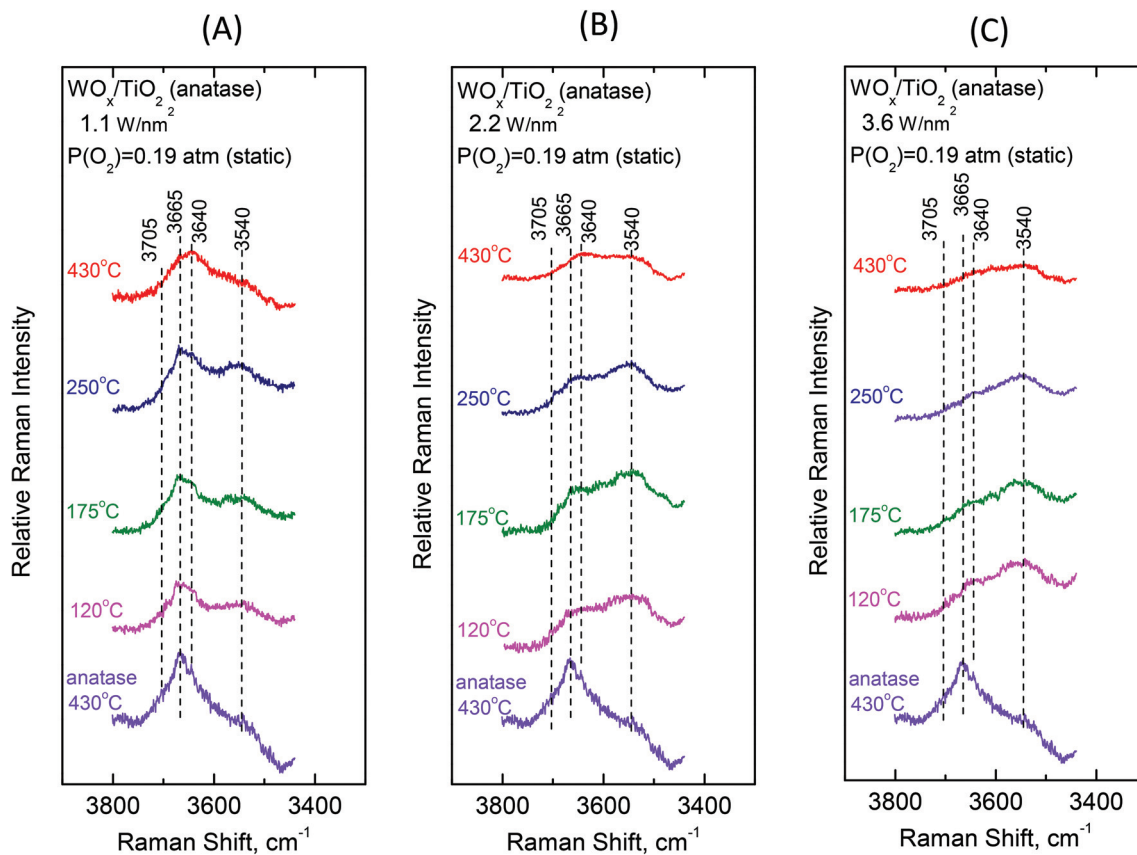 (A)
WOₓ/TiO₂ (anatase)
1.1 W/nm²
P(O₂)=0.19 atm (static)
3705
3665
3640
3540
430°C
250°C
175°C
120°C
anatase
430°C
Relative Raman Intensity
3800 3600 3400
Raman Shift, cm⁻¹
(B)
WOₓ/TiO₂ (anatase)
2.2 W/nm²
P(O₂)=0.19 atm (static)
3705
3665
3640
3540
430°C
250°C
175°C
120°C
anatase
430°C
Relative Raman Intensity
3800 3600 3400
Raman Shift, cm⁻¹
(C)
WOₓ/TiO₂ (anatase)
3.6 W/nm²
P(O₂)=0.19 atm (static)
3705
3665
3640
3540
430°C
250°C
175°C
120°C
anatase
430°C
Relative Raman Intensity
3800 3600 3400
Raman Shift, cm⁻¹